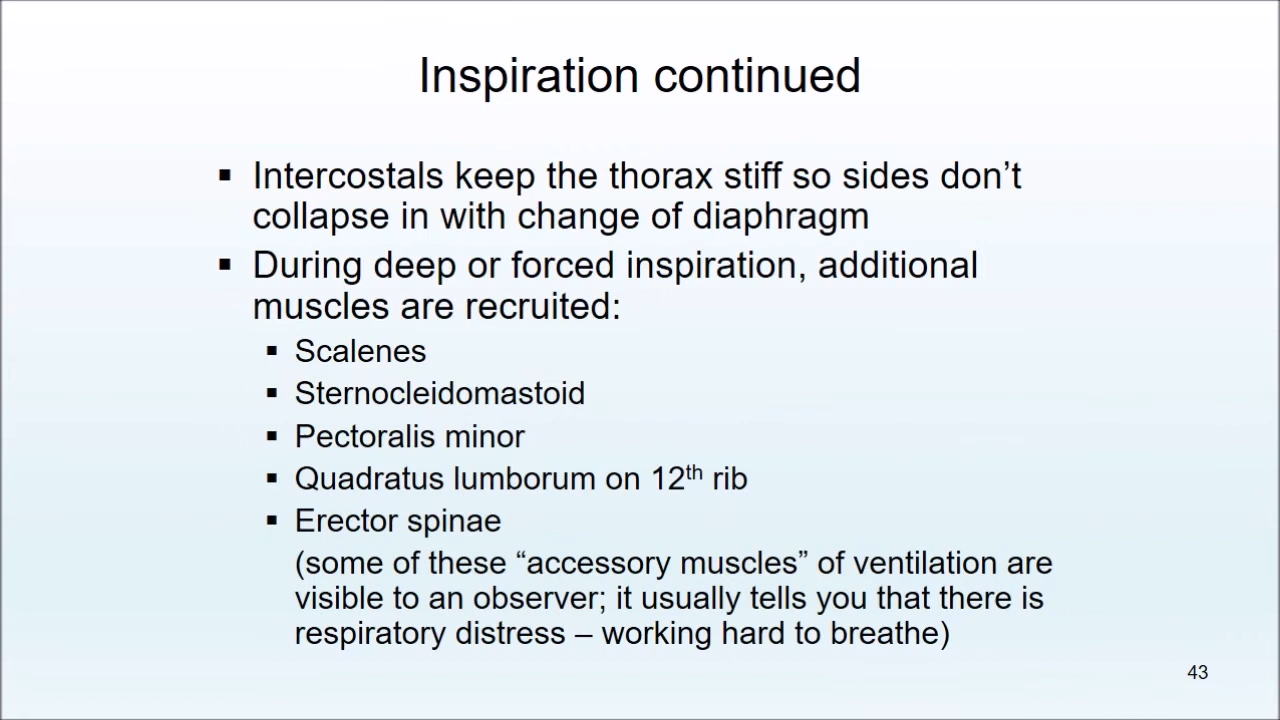 Inspiration continued
▪ Intercostals keep the thorax stiff so sides don’t
collapse in with change of diaphragm
▪ During deep or forced inspiration, additional
muscles are recruited:
▪ Scalenes
▪ Sternocleidomastoid
▪ Pectoralis minor
▪ Quadratus lumborum on 12th rib
▪ Erector spinae
(some of these “accessory muscles” of ventilation are
visible to an observer; it usually tells you that there is
respiratory distress – working hard to breathe)
43